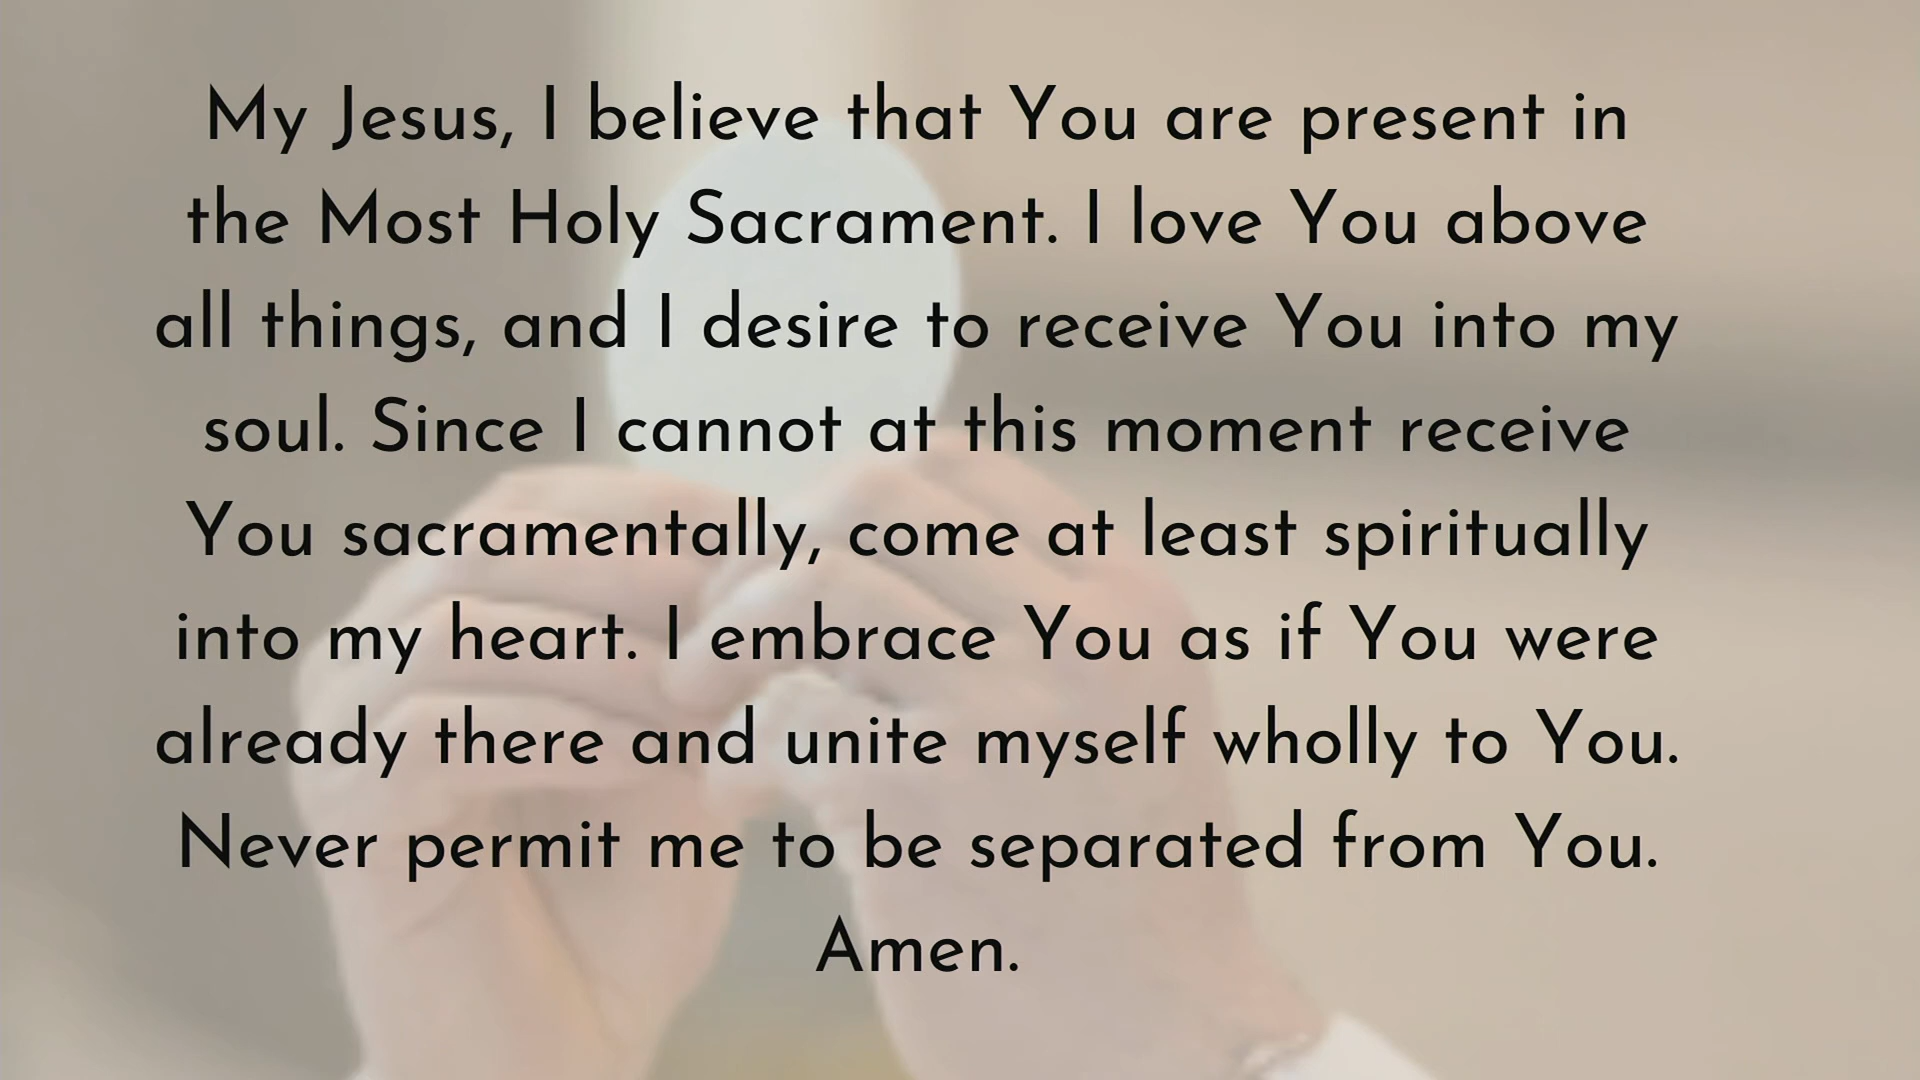 My Jesus, I believe that You are present in
the Most Holy Sacrament. I love You above
all things, and I desire to receive You into my
soul. Since I cannot at this moment receive
You sacramentally, come at least spiritually
into my heart. I embrace You as if You were
already there and unite myself wholly to You.
Never permit me to be separated from You.
Amen.